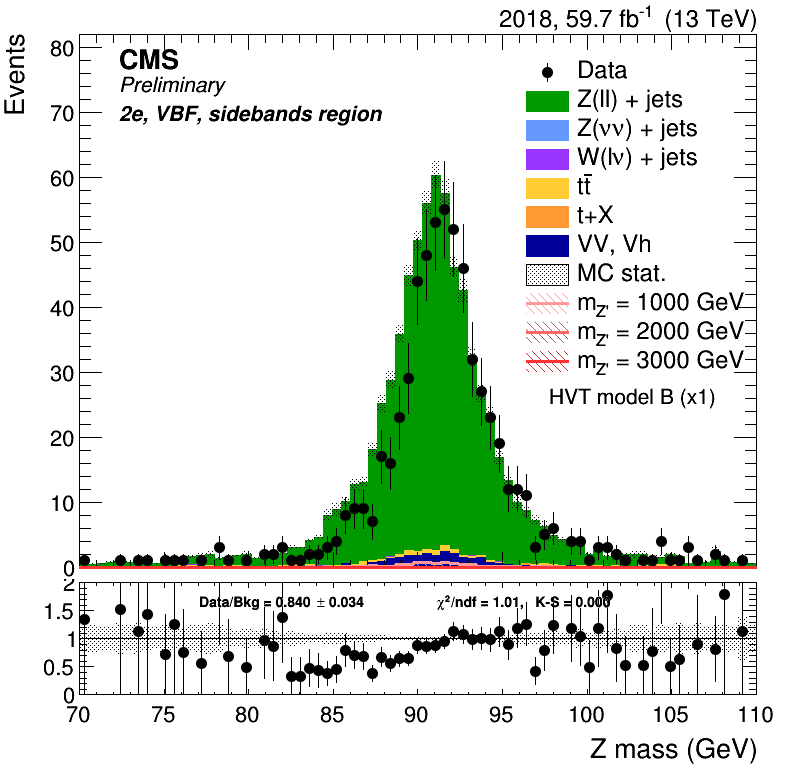 2018, 59.7 fb⁻¹ (13 TeV)
Events
CMS
Preliminary
2e, VBF, sidebands region
Data
Z(ll) + jets
Z(νν) + jets
W(lν) + jets
tt̄
t+X
VV, Vh
MC stat.
m_Z' = 1000 GeV
m_Z' = 2000 GeV
m_Z' = 3000 GeV
HVT model B (x1)
80
70
60
50
40
30
20
10
0
Data/Bkg = 0.840 ± 0.034
χ²/ndf = 1.01, K-S = 0.000
2
1.5
1
0.5
0
70 75 80 85 90 95 100 105 110
Z mass (GeV)